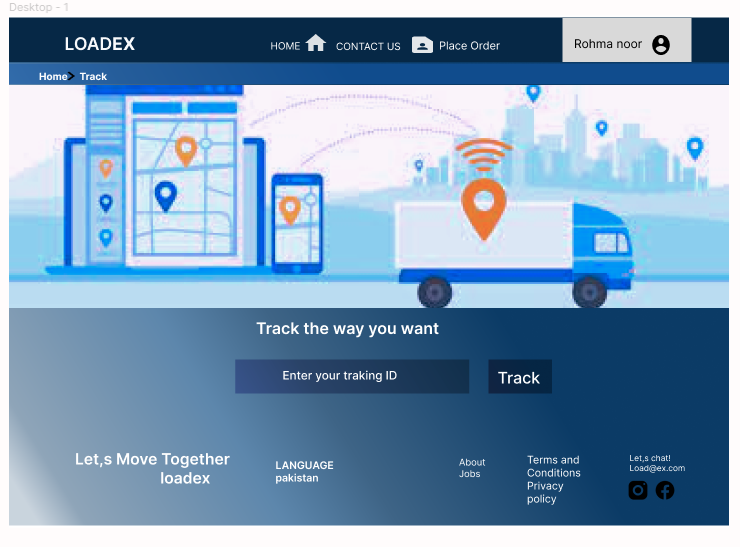 Desktop - 1
LOADEX
HOME
CONTACT US
Place Order
Rohma noor
Home> Track
Track the way you want
Enter your traking ID
Track
Let,s Move Together
loadex
LANGUAGE
pakistan
About
Jobs
Terms and
Conditions
Privacy
policy
Let,s chat!
Load@ex.com